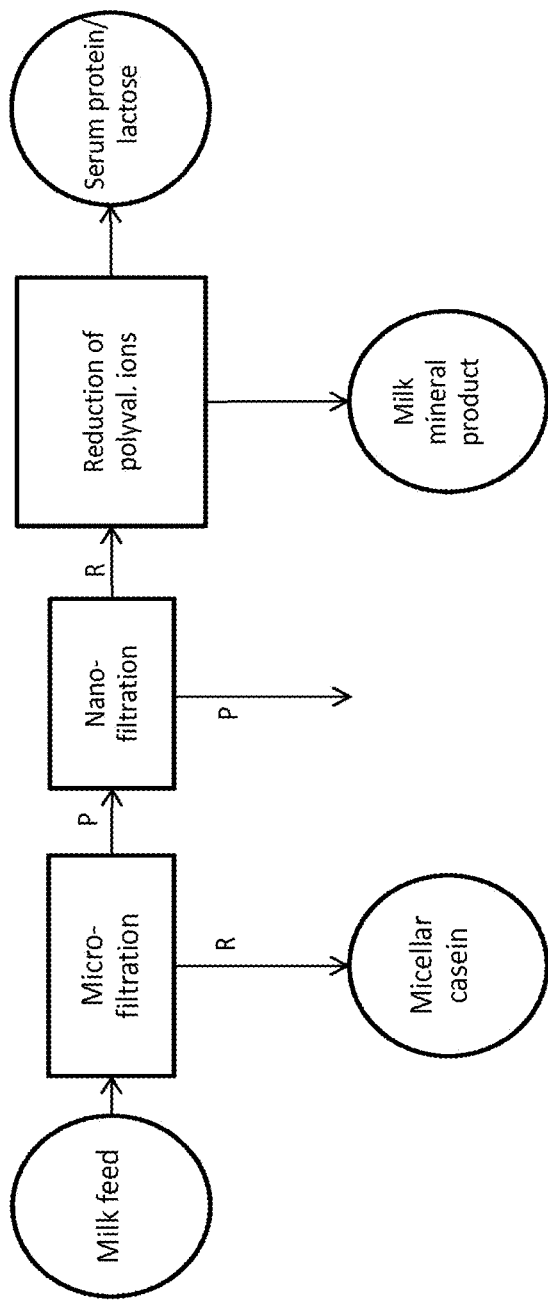 Milk feed
Micro-
filtration
R
Micellar
casein
P
Nano-
filtration
P
R
Reduction of
polyval. ions
Milk
mineral
product
Serum protein/
lactose